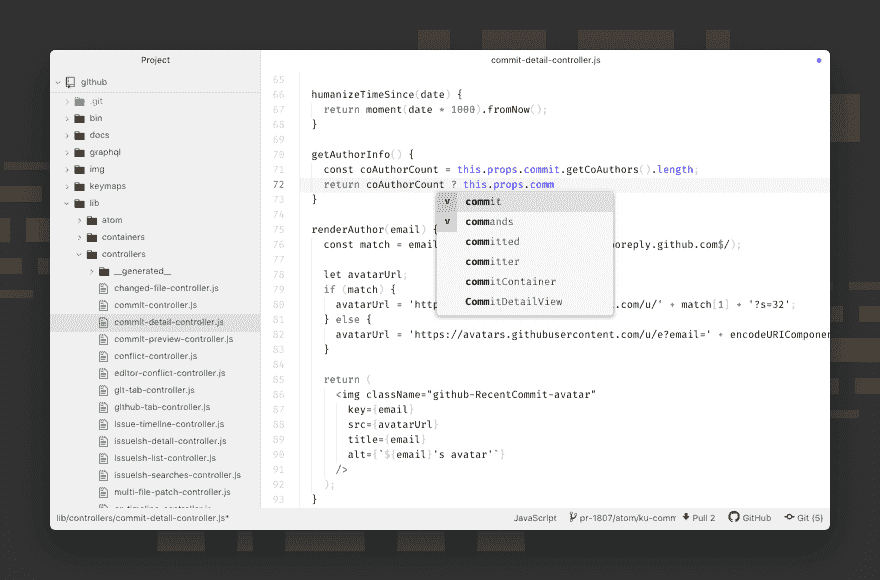 Project
github
.git
bin
docs
graphql
img
keymaps
lib
atom
containers
controllers
__generated__
changed-file-controller.js
commit-controller.js
commit-detail-controller.js
commit-preview-controller.js
conflict-controller.js
editor-conflict-controller.js
git-tab-controller.js
github-tab-controller.js
issue-timeline-controller.js
issueish-detail-controller.js
issueish-list-controller.js
issueish-searches-controller.js
multi-file-patch-controller.js
commit-detail-controller.js
65
66 humanizeTimeSince(date) {
67 return moment(date * 1000).fromNow();
68 }
69
70 getAuthorInfo() {
71 const coAuthorCount = this.props.commit.getCoAuthors().length;
72 return coAuthorCount ? this.props.comm
73 }
74
75 renderAuthor(email) {
76 const match = email oreply.github.com$/);
77
78 let avatarUrl;
79 if (match) {
80 avatarUrl = 'http com/u/' + match[1] + '?s=32';
81 } else {
82 avatarUrl = 'https://avatars.githubusercontent.com/u/e?email=' + encodeURIComponen
83 }
84
85 return (
86 <img className="github-RecentCommit-avatar"
87 key={email}
88 src={avatarUrl}
89 title={email}
90 alt={`${email}'s avatar'`}
91 />
92 );
93 }
v commit
v commands
committed
committer
commitContainer
CommitDetailView
lib/controllers/commit-detail-controller.js*
JavaScript pr-1807/atom/ku-comm Pull 2 GitHub Git (5)